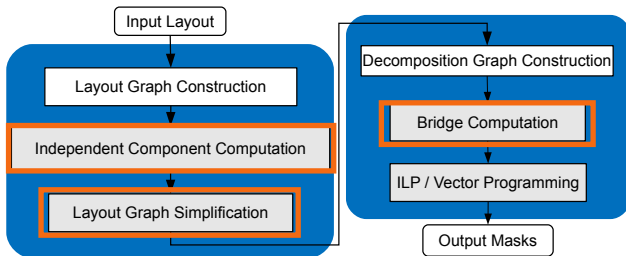 Input Layout
Layout Graph Construction
Independent Component Computation
Layout Graph Simplification
Decomposition Graph Construction
Bridge Computation
ILP / Vector Programming
Output Masks